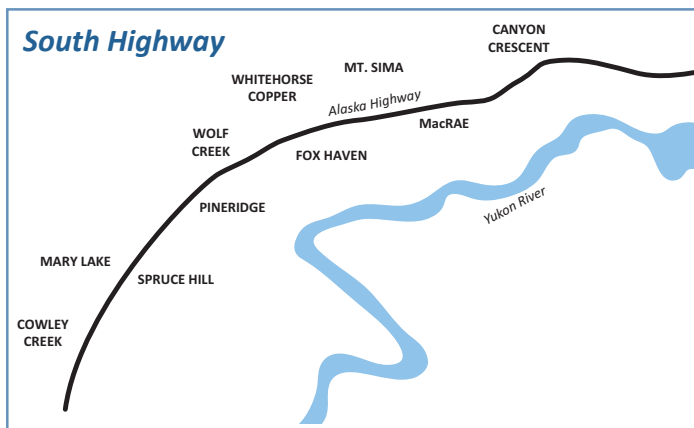 South Highway
CANYON
CRESCENT
MT. SIMA
WHITEHORSE
COPPER
Alaska Highway
MacRAE
WOLF
CREEK
FOX HAVEN
PINERIDGE
Yukon River
MARY LAKE
SPRUCE HILL
COWLEY
CREEK